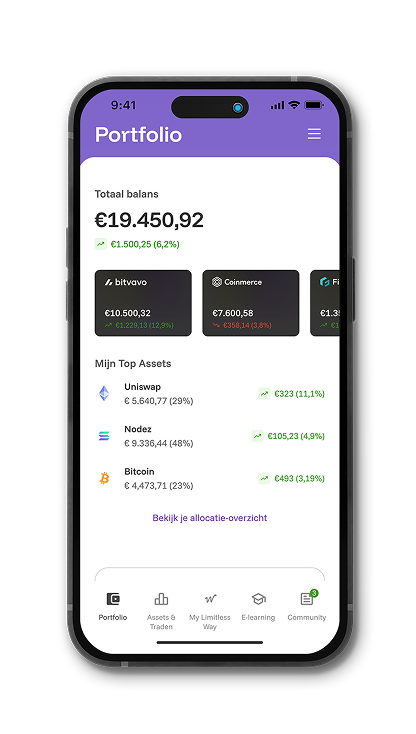 9:41
Portfolio
Totaal balans
€19.450,92
€1.500,25 (6,2%)
bitvavo
€10.500,32
€1.229,13 (12,9%)
Coinmerce
€7.600,58
€358,14 (3,8%)
Fi
€1.35
€1
Mijn Top Assets
Uniswap
€ 5.640,77 (29%)
€323 (11,1%)
Nodez
€ 9.336,44 (48%)
€105,23 (4,9%)
Bitcoin
€ 4,473,71 (23%)
€493 (3,19%)
Bekijk je allocatie-overzicht
Portfolio
Assets &
Traden
My Limitless
Way
E-learning
3
Community